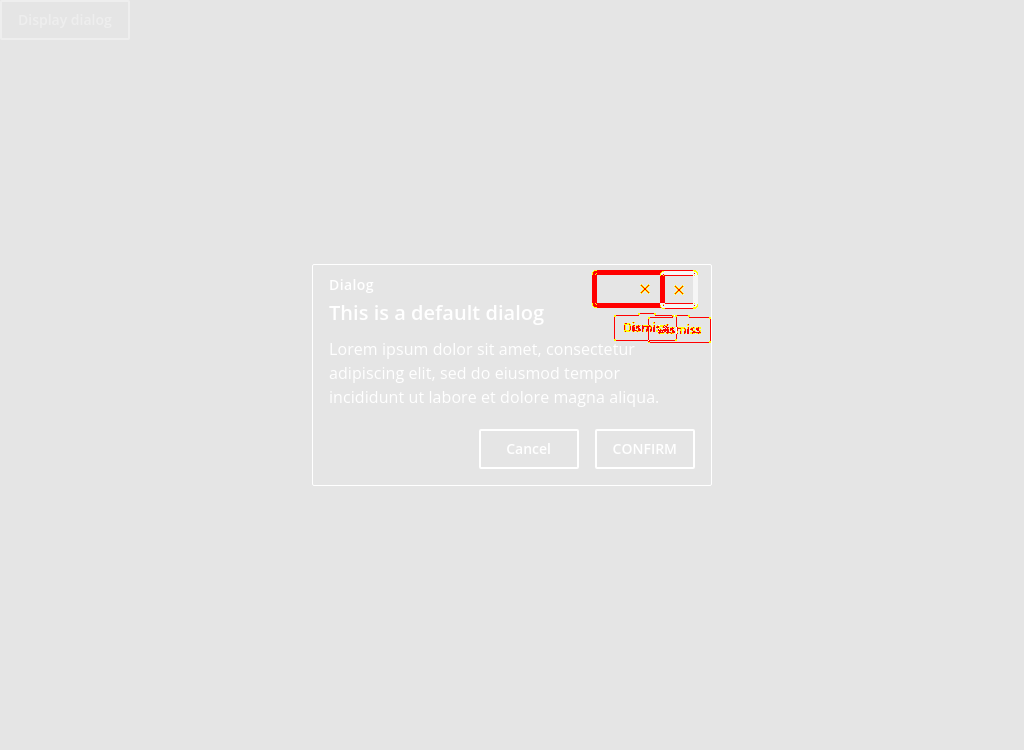 Display dialog
Dialog
This is a default dialog
Dismiss
Lorem ipsum dolor sit amet, consectetur
adipiscing elit, sed do eiusmod tempor
incididunt ut labore et dolore magna aliqua.
Cancel
CONFIRM